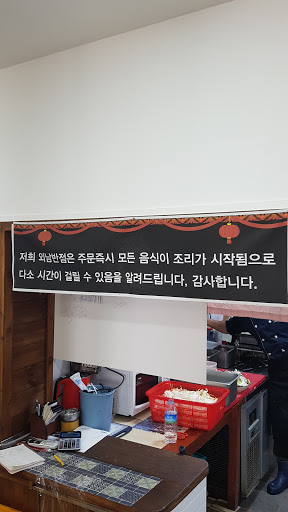 저희 외남반점은 주문즉시 모든 음식이 조리가 시작됨으로
다소 시간이 걸릴 수 있음을 알려드립니다. 감사합니다.